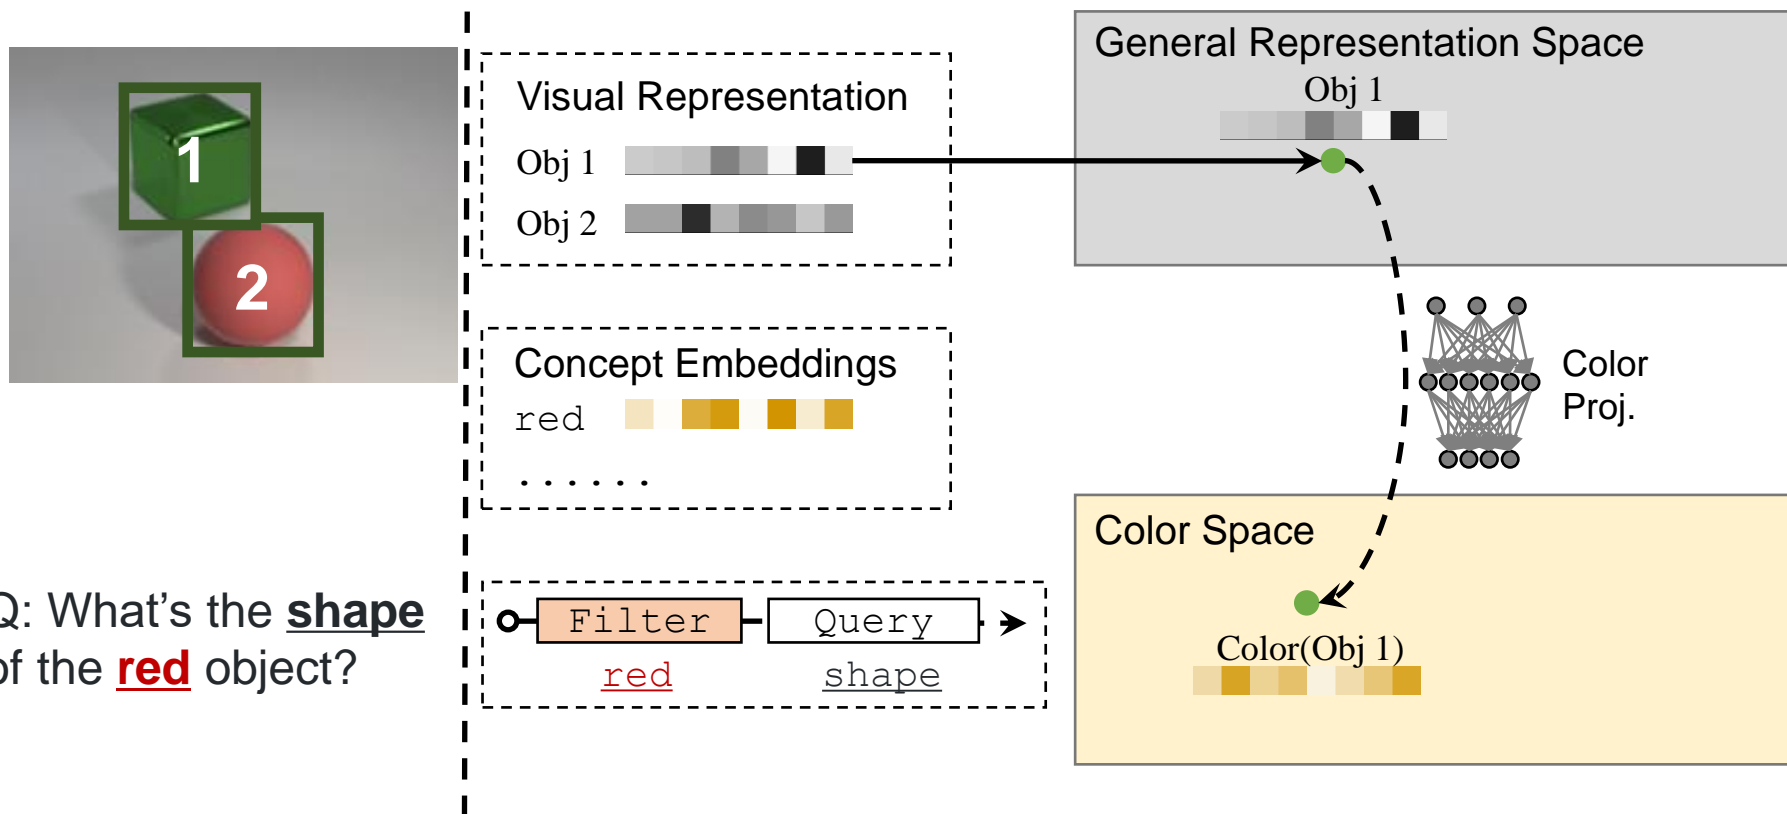 1
2
Q: What's the shape
of the red object?
Visual Representation
Obj 1
Obj 2
Concept Embeddings
red
......
Filter Query
red shape
General Representation Space
Obj 1
Color
Proj.
Color Space
Color(Obj 1)